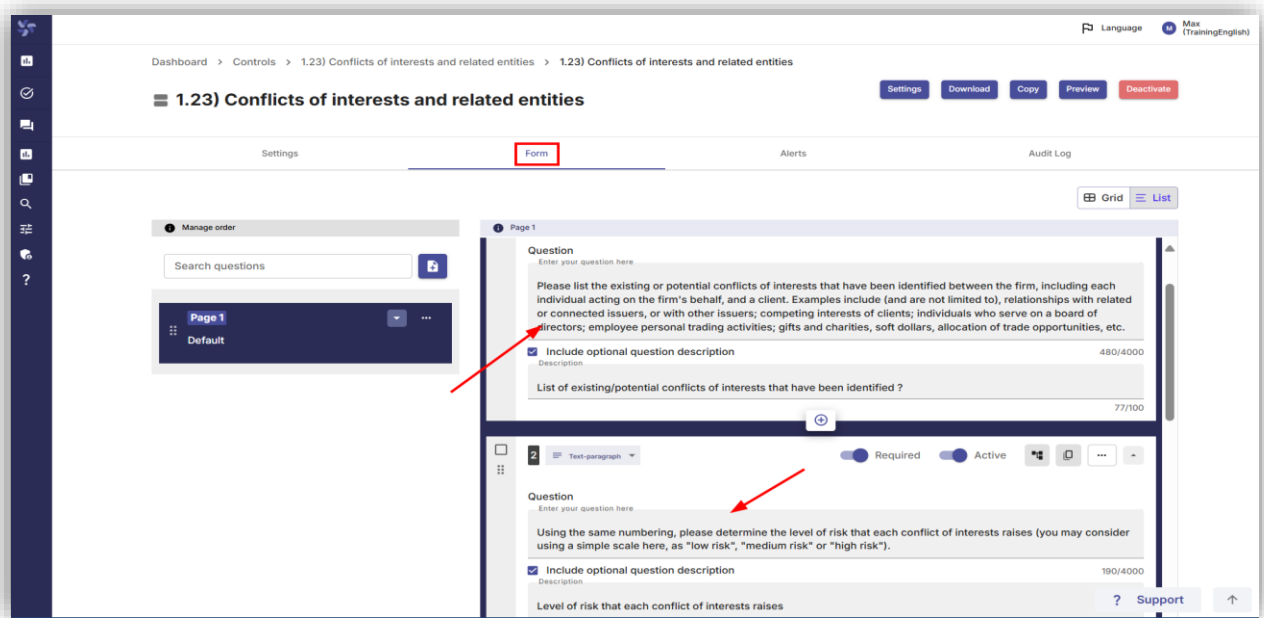 Language
M
Max
(TrainingEnglish)
Dashboard > Controls > 1.23) Conflicts of interests and related entities > 1.23) Conflicts of interests and related entities
1.23) Conflicts of interests and related entities
Settings
Download
Copy
Preview
Deactivate
Settings
Form
Alerts
Audit Log
Grid
List
Manage order
Search questions
Page 1
Default
Page 1
Question
Enter your question here
Please list the existing or potential conflicts of interests that have been identified between the firm, including each
individual acting on the firm's behalf, and a client. Examples include (and are not limited to), relationships with related
or connected issuers, or with other issuers; competing interests of clients; individuals who serve on a board of
directors; employee personal trading activities; gifts and charities, soft dollars, allocation of trade opportunities, etc.
Include optional question description
480/4000
Description
List of existing/potential conflicts of interests that have been identified ?
77/100
2
Text-paragraph
Required
Active
Question
Enter your question here
Using the same numbering, please determine the level of risk that each conflict of interests raises (you may consider
using a simple scale here, as "low risk", "medium risk" or "high risk").
Include optional question description
190/4000
Description
Level of risk that each conflict of interests raises
? Support